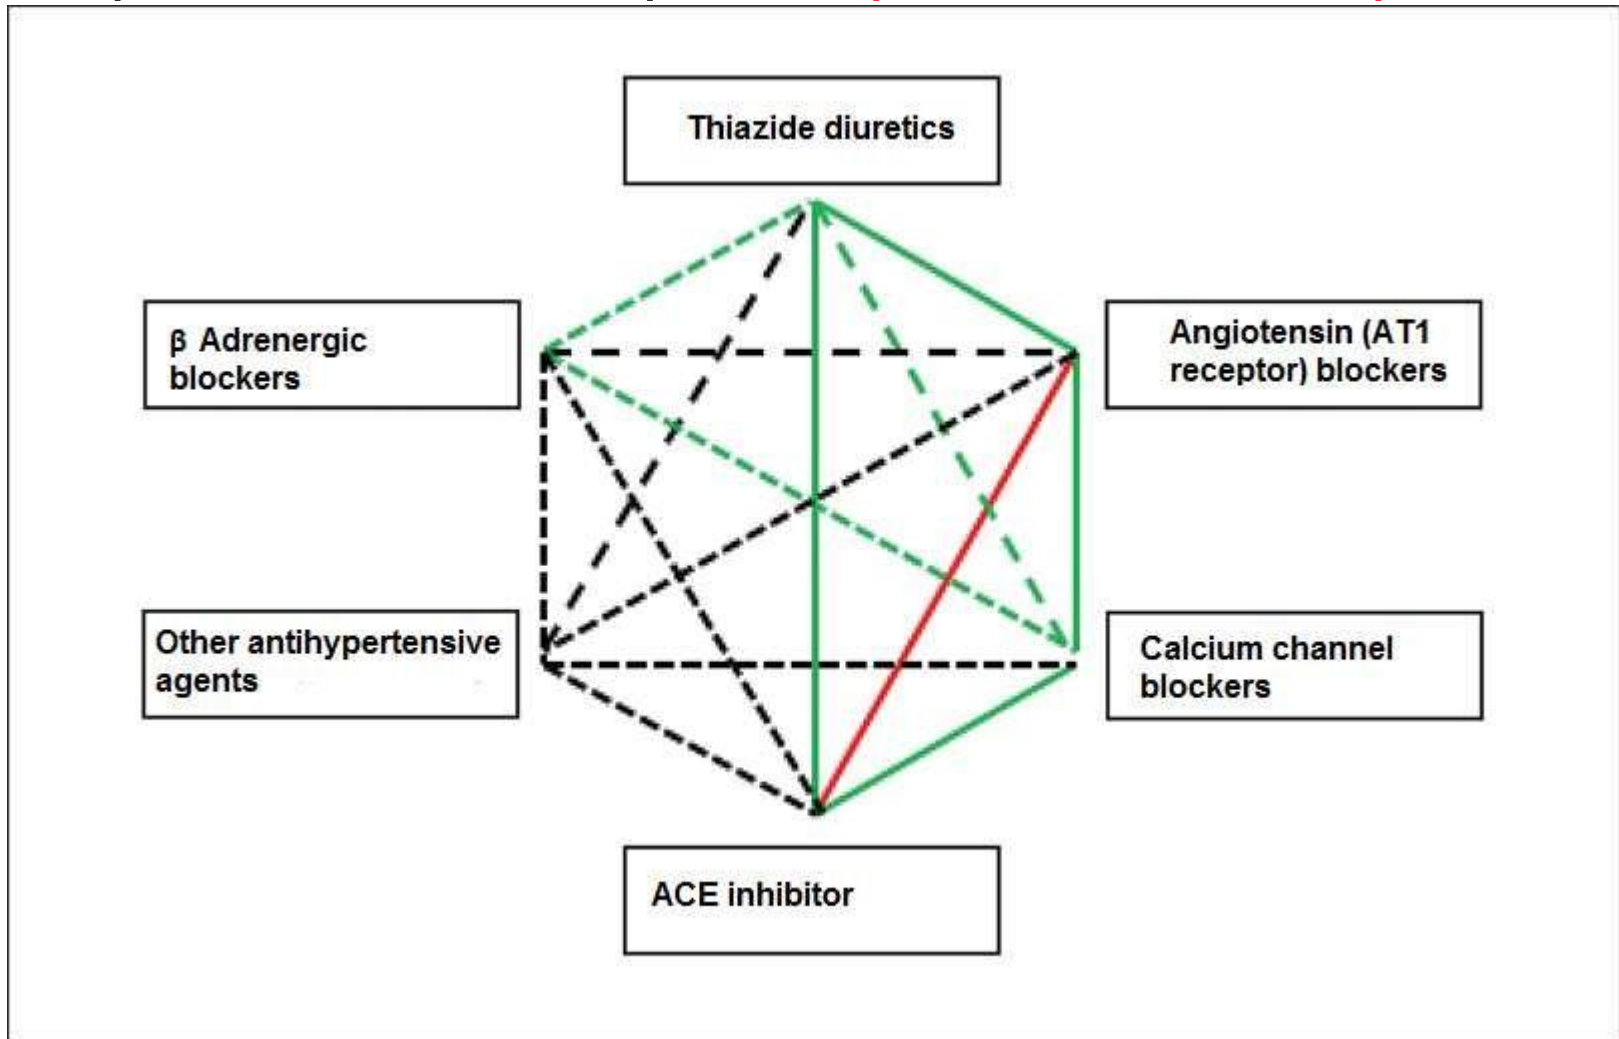 Thiazide diuretics
β Adrenergic
blockers
Angiotensin (AT1
receptor) blockers
Other antihypertensive
agents
Calcium channel
blockers
ACE inhibitor